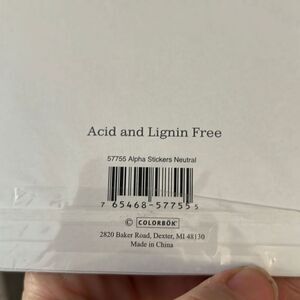 Acid and Lignin Free
57755 Alpha Stickers Neutral
7 65468-57755 5
© COLORBÖK
2820 Baker Road, Dexter, MI 48130
Made in China